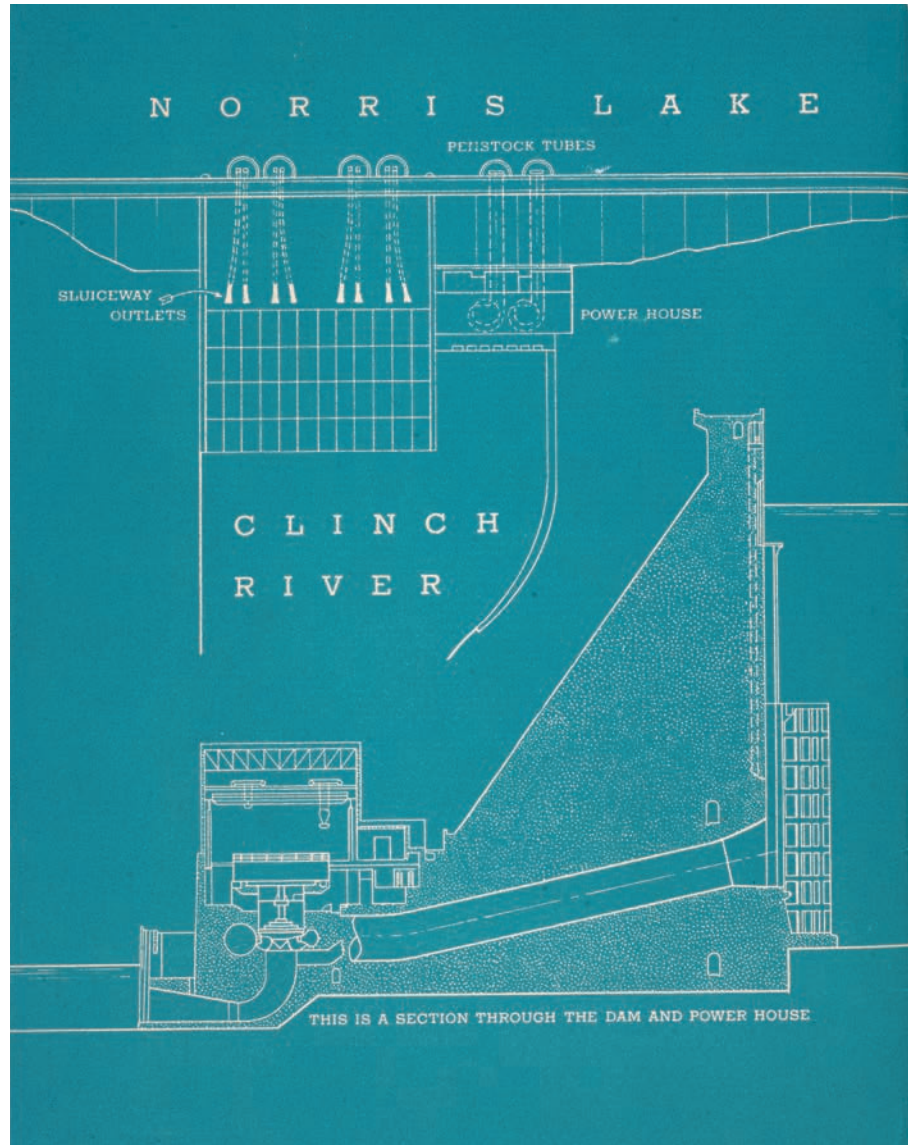 NORRIS LAKE
PENSTOCK TUBES
SLUICEWAY
OUTLETS
POWER HOUSE
CLINCH
RIVER
THIS IS A SECTION THROUGH THE DAM AND POWER HOUSE